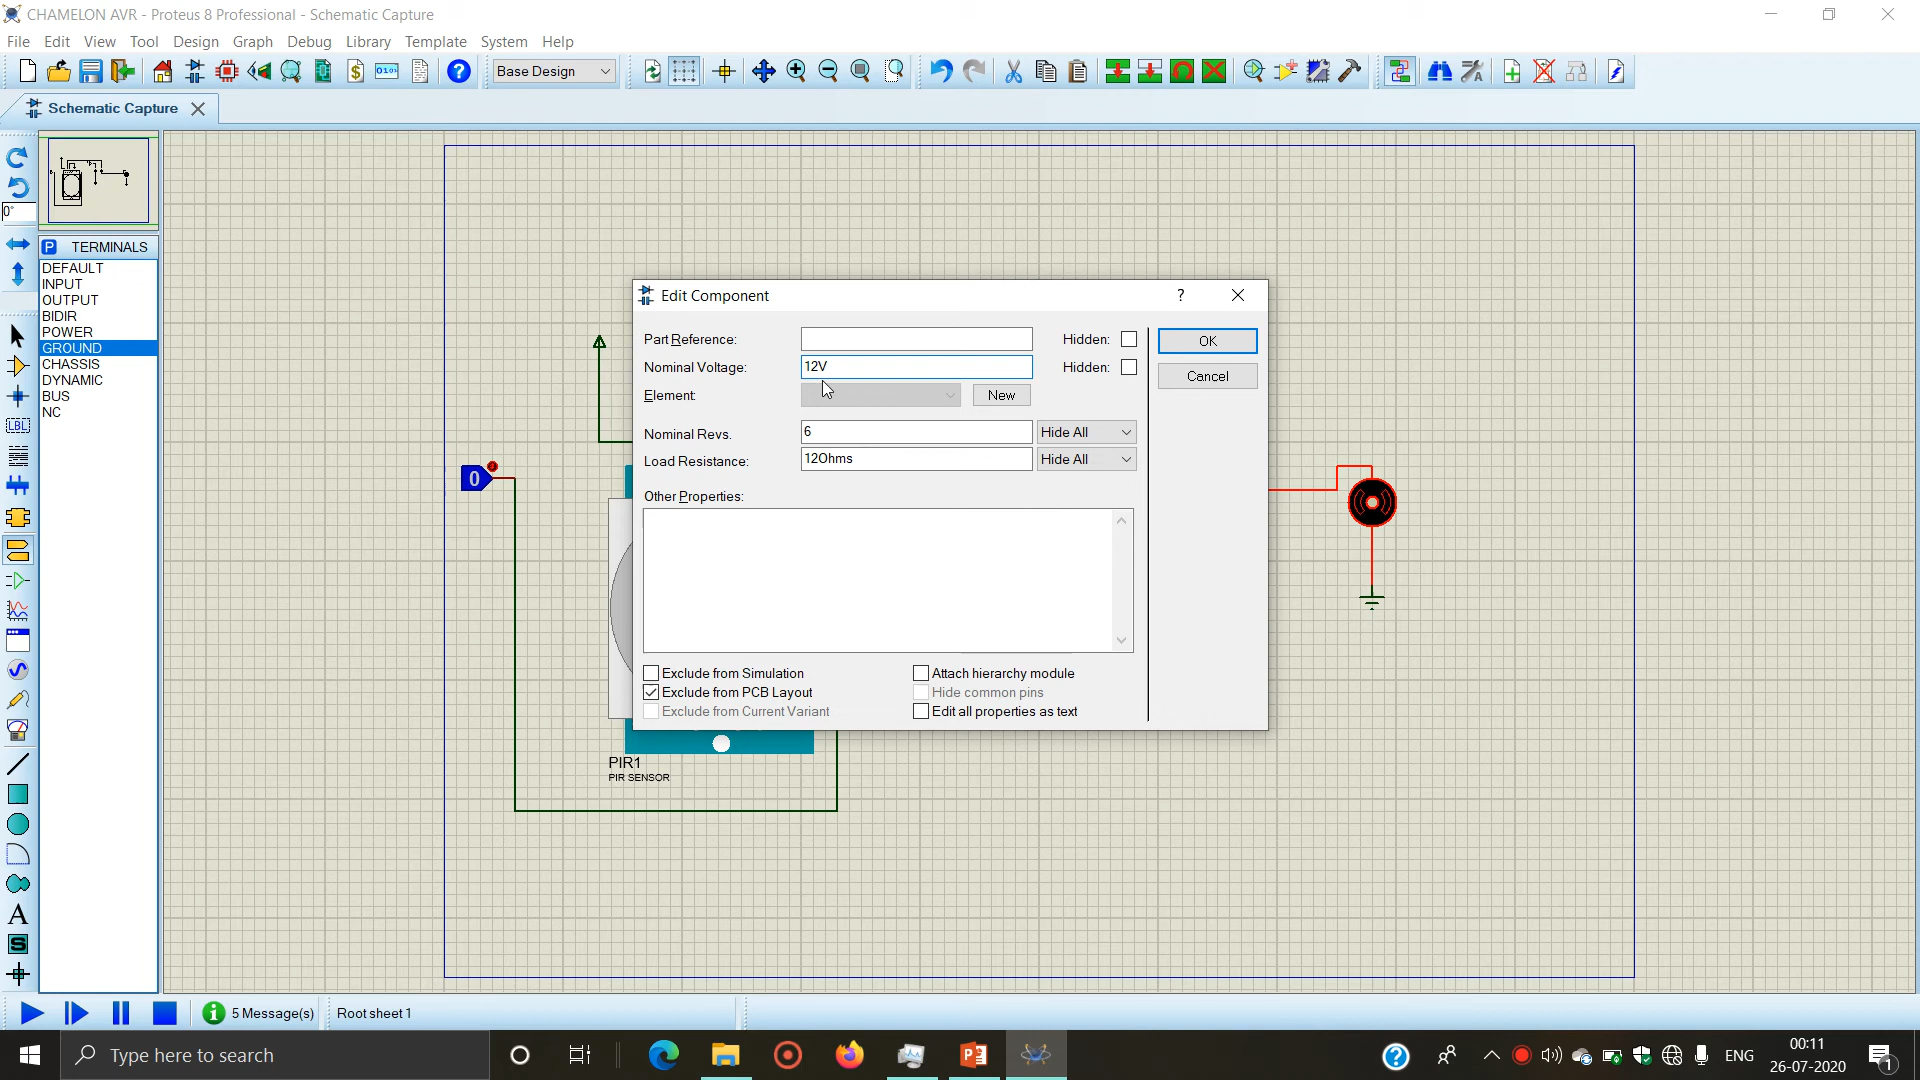 CHAMELON AVR - Proteus 8 Professional - Schematic Capture
File Edit View Tool Design Graph Debug Library Template System Help
Base Design
Schematic Capture
0°
TERMINALS
DEFAULT
INPUT
OUTPUT
BIDIR
POWER
GROUND
CHASSIS
DYNAMIC
BUS
NC
LBL
A
S
0
Edit Component
?
Part Reference:
Hidden:
OK
Nominal Voltage:
12V
Hidden:
Cancel
Element:
New
Nominal Revs.
6
Hide All
Load Resistance:
12Ohms
Hide All
Other Properties:
Exclude from Simulation
Attach hierarchy module
Exclude from PCB Layout
Hide common pins
Exclude from Current Variant
Edit all properties as text
PIR1
PIR SENSOR
5 Message(s)
Root sheet 1
Type here to search
ENG
00:11
26-07-2020
1